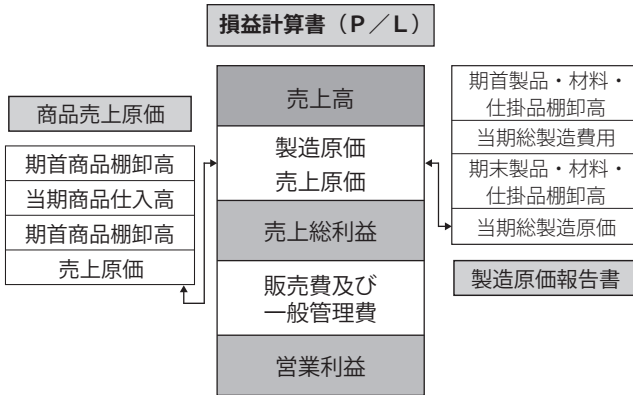 損益計算書（P／L）
商品売上原価
期首商品棚卸高
当期商品仕入高
期首商品棚卸高
売上原価
売上高
製造原価
売上原価
売上総利益
販売費及び
一般管理費
営業利益
期首製品・材料・
仕掛品棚卸高
当期総製造費用
期末製品・材料・
仕掛品棚卸高
当期総製造原価
製造原価報告書